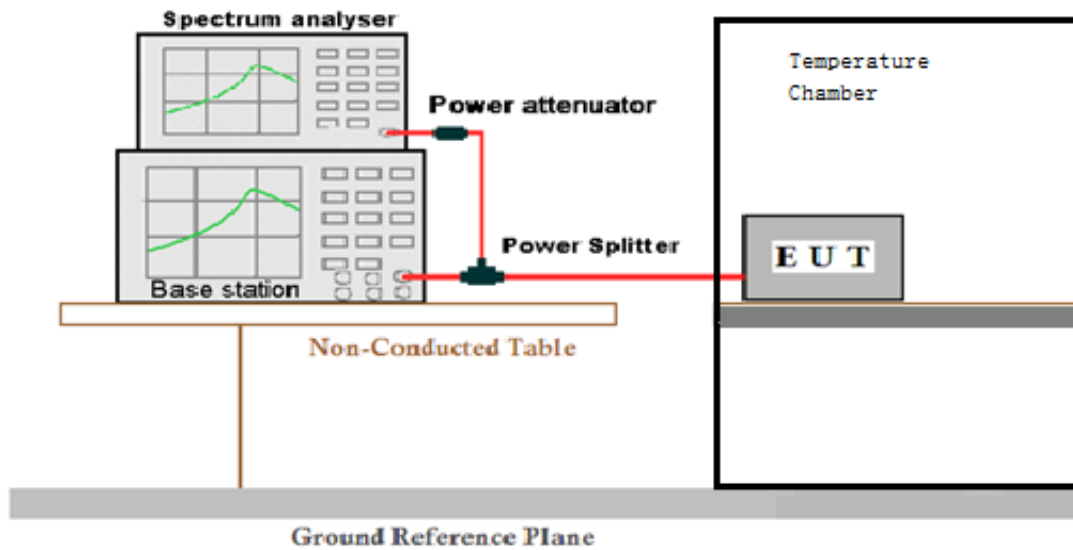 Spectrum analyser
Temperature
Chamber
Power attenuator
Power Splitter
E U T
Base station
Non-Conducted Table
Ground Reference Plane